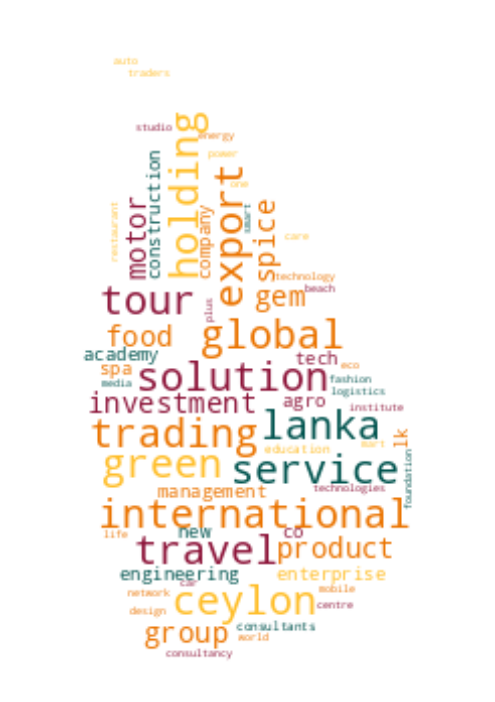 auto
traders
studio
holding
energy
power
construction
one
export
motor
company
smart
spice
restaurant
care
technology
beach
tour
gem
plus
food
global
academy
tech
spa
solution
eco
media
fashion
logistics
investment
agro
institute
trading
lanka
lk
mart
education
green
service
foundation
management
technologies
international
life
new
co
travel
product
engineering
enterprise
car
network
ceylon
mobile
design
centre
group
consultants
world
consultancy